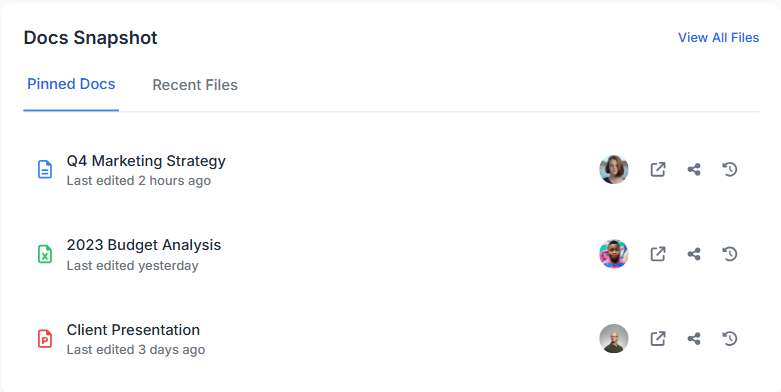 Docs Snapshot
View All Files
Pinned Docs
Recent Files
Q4 Marketing Strategy
Last edited 2 hours ago
X
2023 Budget Analysis
Last edited yesterday
P
Client Presentation
Last edited 3 days ago